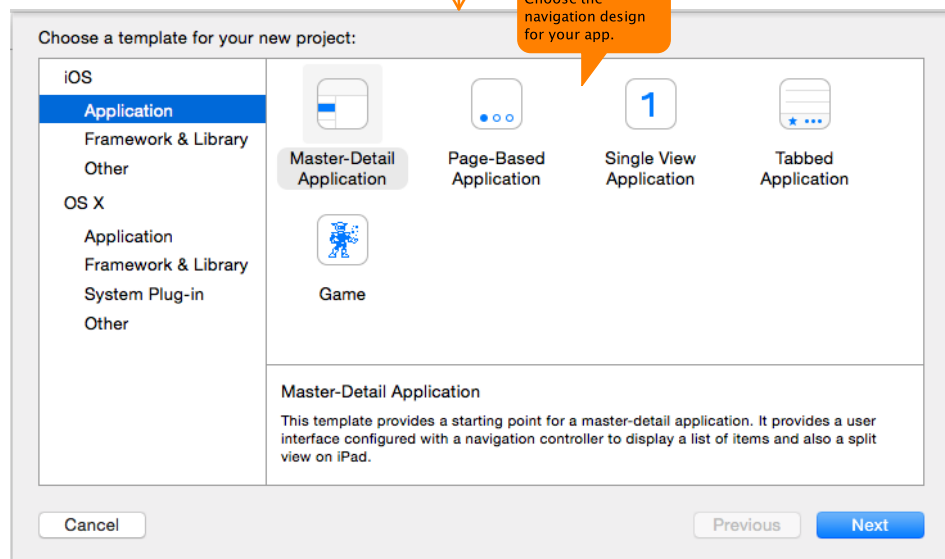 Choose the
navigation design
for your app.
Choose a template for your new project:
iOS
Application
Framework & Library
Other
OS X
Application
Framework & Library
System Plug-in
Other
1
Master-Detail
Application
Page-Based
Application
Single View
Application
Tabbed
Application
Game
Master-Detail Application
This template provides a starting point for a master-detail application. It provides a user
interface configured with a navigation controller to display a list of items and also a split
view on iPad.
Cancel
Previous
Next